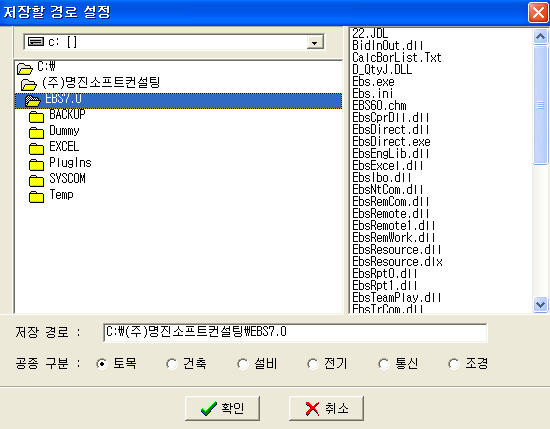 저장할 경로 설정
c: []
C:\
(주)명진소프트컨설팅
EBS7.0
BACKUP
Dummy
EXCEL
PlugIns
SYSCOM
Temp
22.JDL
BidInOut.dll
CalcBorList.Txt
D_QtyJ.DLL
Ebs.exe
Ebs.ini
EBS60.chm
EbsCprDll.dll
EbsDirect.dll
EbsDirect.exe
EbsEngLib.dll
EbsExcel.dll
EbsIbo.dll
EbsNtCom.dll
EbsRemCom.dll
EbsRemote.dll
EbsRemote1.dll
EbsRemWork.dll
EbsResource.dll
EbsResource.dlx
EbsRpt0.dll
EbsRpt1.dll
EbsTeamPlay.dll
EbsTrCom.dll
저장 경로 : C:\(주)명진소프트컨설팅\EBS7.0
공종 구분 : 토목 건축 설비 전기 통신 조경
확인 취소